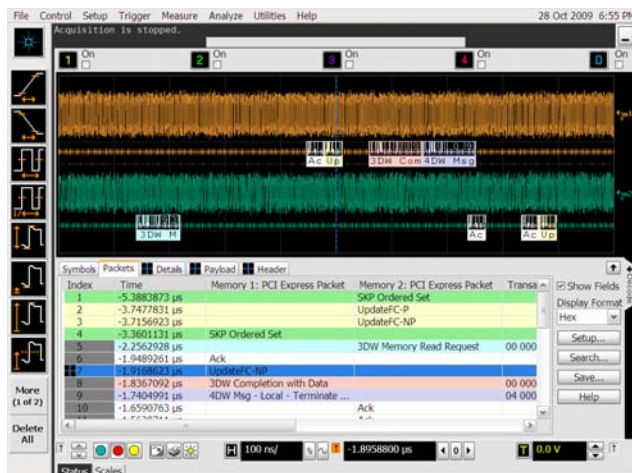 File Control Setup Trigger Measure Analyze Utilities Help 28 Oct 2009 6:55 PM
Acquisition is stopped.
1 On 2 On 3 On 4 On D On
Ac Up 3DW Com 4DW Msg
3DW M Ac Ac Up
Symbols Packets Details Payload Header
Index Time Memory 1: PCI Express Packet Memory 2: PCI Express Packet Transa
1 -5.3883873 µs SKP Ordered Set
2 -3.7477831 µs UpdateFC-P
3 -3.7156923 µs UpdateFC-NP
4 -3.3601131 µs SKP Ordered Set
5 -2.2562928 µs 3DW Memory Read Request 00 000
6 -1.9489261 µs Ack
7 -1.9168623 µs UpdateFC-NP
8 -1.8367092 µs 3DW Completion with Data 00 000
9 -1.7404991 µs 4DW Msg - Local - Terminate ... 04 000
10 -1.6590763 µs Ack
Show Fields
Display Format
Hex
Setup...
Search...
Save...
Help
More
(1 of 2)
Delete
All
H 100 ns/ -1.8958800 µs 0 T 0.0 V
Status Scales